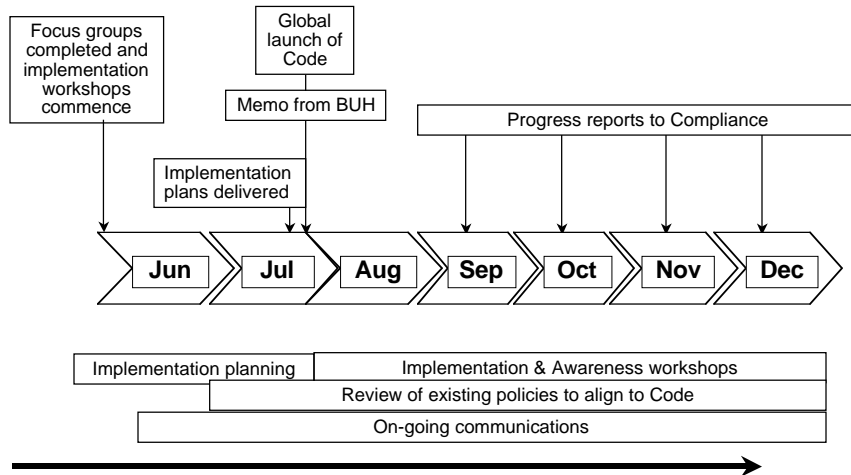 Focus groups
completed and
implementation
workshops
commence
Global
launch of
Code
Memo from BUH
Implementation
plans delivered
Progress reports to Compliance
Jun
Jul
Aug
Sep
Oct
Nov
Dec
Implementation planning
Implementation & Awareness workshops
Review of existing policies to align to Code
On-going communications